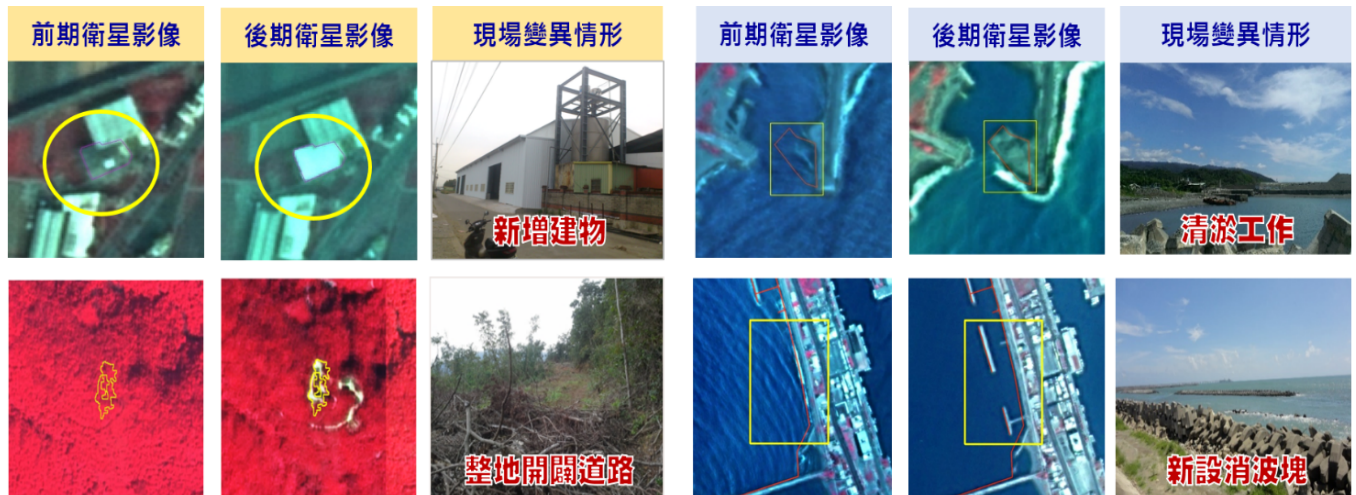 前期衛星影像
後期衛星影像
現場變異情形
前期衛星影像
後期衛星影像
現場變異情形
新增建物
清淤工作
整地開闢道路
新設消波塊